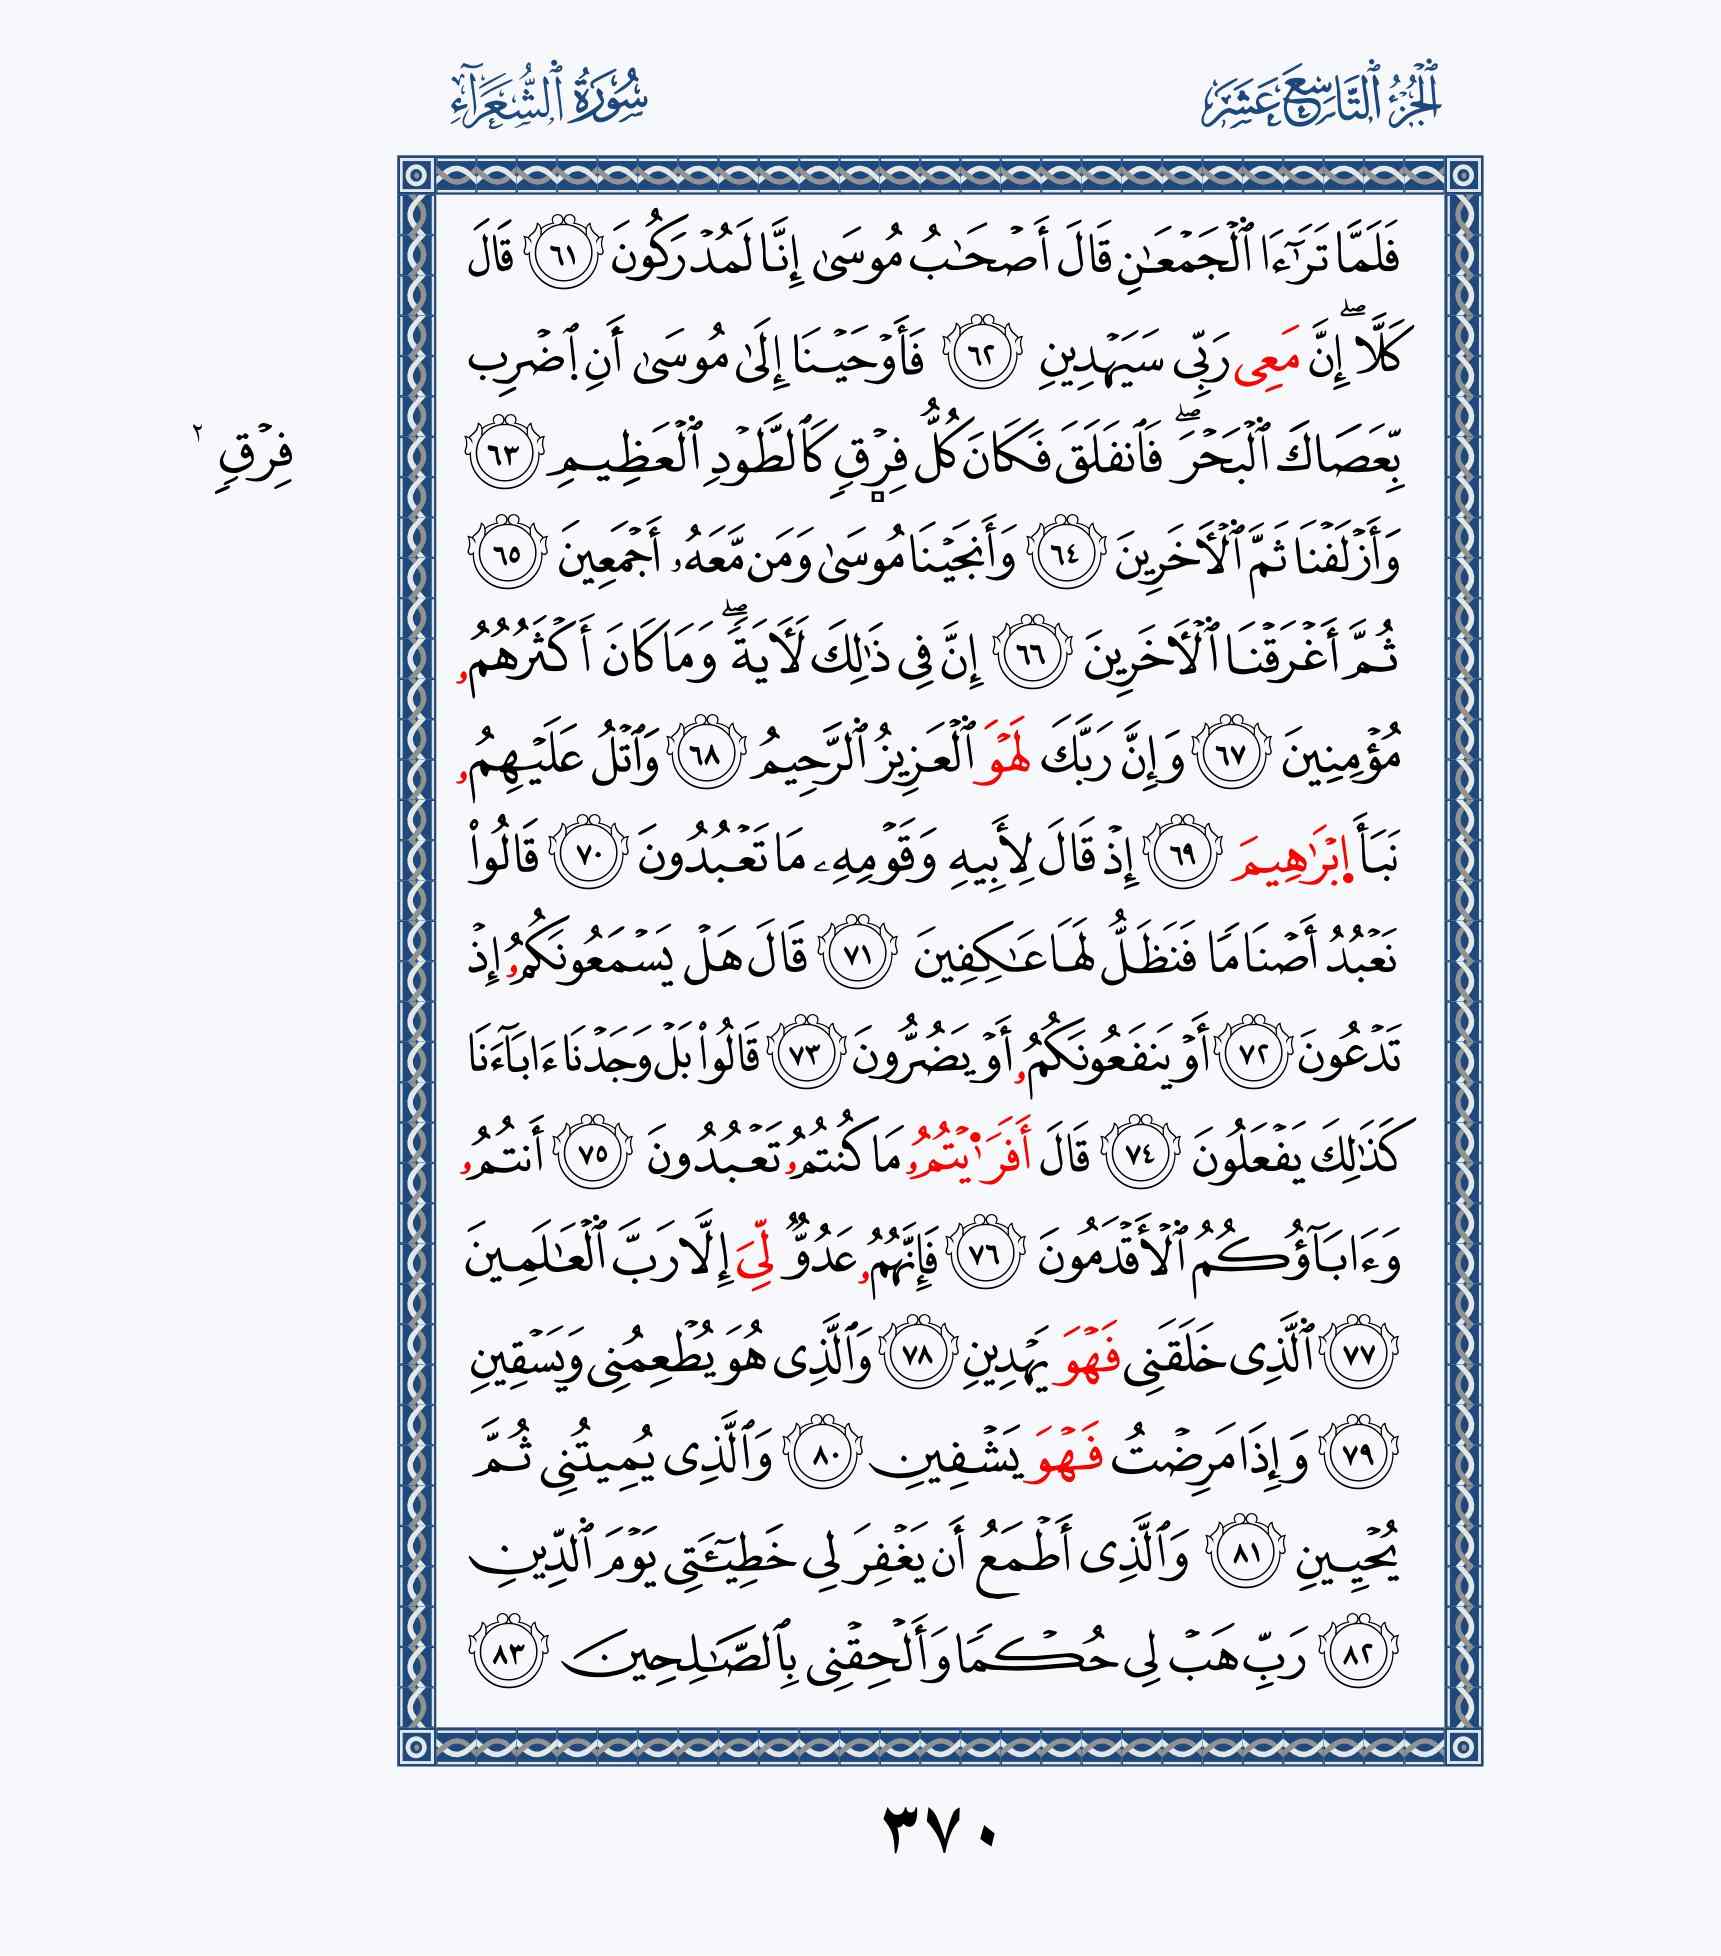 ٱلْجُزْءُ ٱلتَّاسِعَ عَشَرَ
سُورَةُ ٱلشُّعَرَآءِ
فَلَمَّا تَرَٰٓءَا ٱلْجَمْعَـٰنِ قَالَ أَصْحَـٰبُ مُوسَىٰ إِنَّا لَمُدْرَكُونَ ٦١ قَالَ
كَلَّآۖ إِنَّ مَعِى رَبِّى سَيَهْدِينِ ٦٢ فَأَوْحَيْنَا إِلَىٰ مُوسَىٰ أَنِ ٱضْرِب
بِّعَصَاكَ ٱلْبَحْرَۖ فَٱنفَلَقَ فَكَانَ كُلُّ فِرْقٍ كَٱلطَّوْدِ ٱلْعَظِيمِ ٦٣
فِرْقٍ ٢
وَأَزْلَفْنَا ثَمَّ ٱلْأَخَرِينَ ٦٤ وَأَنجَيْنَا مُوسَىٰ وَمَن مَّعَهُۥ أَجْمَعِينَ ٦٥
ثُمَّ أَغْرَقْنَا ٱلْأَخَرِينَ ٦٦ إِنَّ فِى ذَٰلِكَ لَأَيَةًۖ وَمَا كَانَ أَكْثَرُهُمُۥ
مُؤْمِنِينَ ٦٧ وَإِنَّ رَبَّكَ لَهْوَ ٱلْعَزِيزُ ٱلرَّحِيمُ ٦٨ وَٱتْلُ عَلَيْهِمُۥ
نَبَأَ إِبْرَٰهِيمَ ٦٩ إِذْ قَالَ لِأَبِيهِ وَقَوْمِهِۦ مَا تَعْبُدُونَ ٧٠ قَالُوا۟
نَعْبُدُ أَصْنَامًا فَنَظَلُّ لَهَا عَـٰكِفِينَ ٧١ قَالَ هَلْ يَسْمَعُونَكُمُۥ إِذْ
تَدْعُونَ ٧٢ أَوْ يَنفَعُونَكُمُۥ أَوْ يَضُرُّونَ ٧٣ قَالُوا۟ بَلْ وَجَدْنَا ءَابَآءَنَا
كَذَٰلِكَ يَفْعَلُونَ ٧٤ قَالَ أَفَرَٰيْتُمُۥ مَا كُنتُمُۥ تَعْبُدُونَ ٧٥ أَنتُمُۥ
وَءَابَآؤُكُمُ ٱلْأَقْدَمُونَ ٧٦ فَإِنَّهُمُۥ عَدُوٌّ لِّىَ إِلَّا رَبَّ ٱلْعَـٰلَمِينَ
٧٧ ٱلَّذِى خَلَقَنِى فَهْوَ يَهْدِينِ ٧٨ وَٱلَّذِى هُوَ يُطْعِمُنِى وَيَسْقِينِ
٧٩ وَإِذَا مَرِضْتُ فَهْوَ يَشْفِينِ ٨٠ وَٱلَّذِى يُمِيتُنِى ثُمَّ
يُحْيِينِ ٨١ وَٱلَّذِى أَطْمَعُ أَن يَغْفِرَ لِى خَطِيٓـَٔتِى يَوْمَ ٱلدِّينِ
٨٢ رَبِّ هَبْ لِى حُكْمًا وَأَلْحِقْنِى بِٱلصَّـٰلِحِينَ ٨٣
٣٧٠